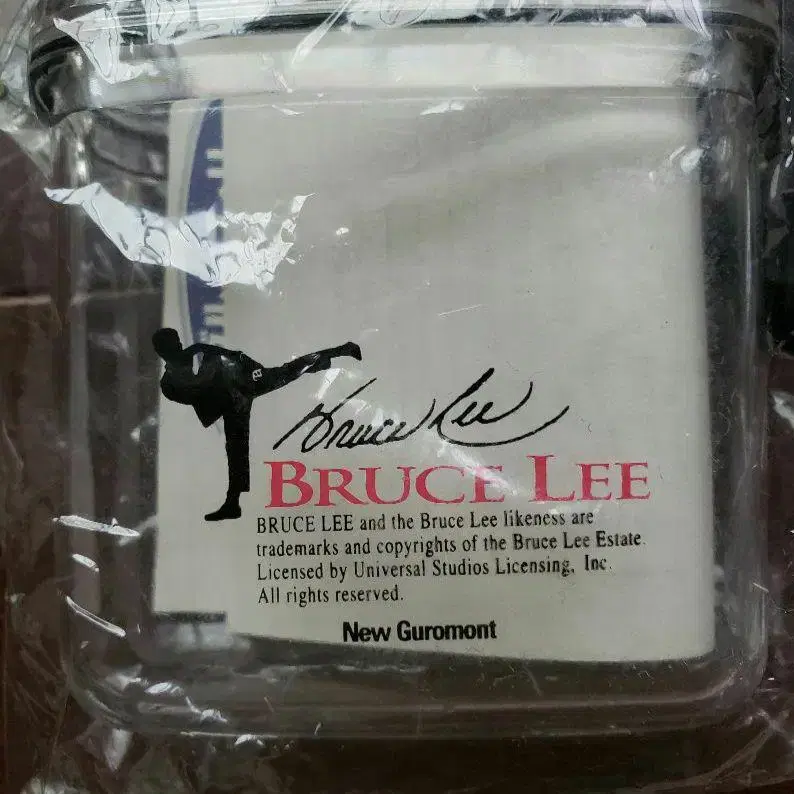 Bruce Lee
BRUCE LEE
BRUCE LEE and the Bruce Lee likeness are
trademarks and copyrights of the Bruce Lee Estate.
Licensed by Universal Studios Licensing, Inc.
All rights reserved.
New Guromont